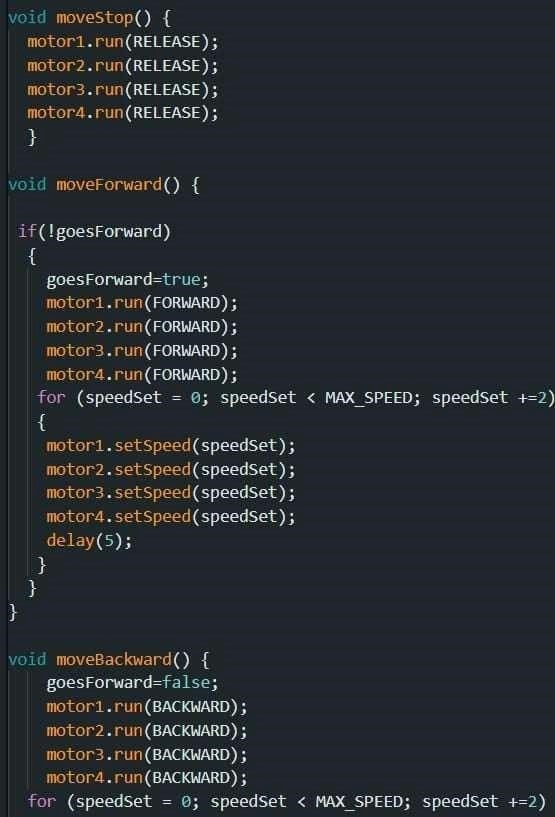 void moveStop() {
motor1.run(RELEASE);
motor2.run(RELEASE);
motor3.run(RELEASE);
motor4.run(RELEASE);
}
void moveForward() {
if(!goesForward)
{
goesForward=true;
motor1.run(FORWARD);
motor2.run(FORWARD);
motor3.run(FORWARD);
motor4.run(FORWARD);
for (speedSet = 0; speedSet < MAX_SPEED; speedSet +=2)
{
motor1.setSpeed(speedSet);
motor2.setSpeed(speedSet);
motor3.setSpeed(speedSet);
motor4.setSpeed(speedSet);
delay(5);
}
}
}
void moveBackward() {
goesForward=false;
motor1.run(BACKWARD);
motor2.run(BACKWARD);
motor3.run(BACKWARD);
motor4.run(BACKWARD);
for (speedSet = 0; speedSet < MAX_SPEED; speedSet +=2)